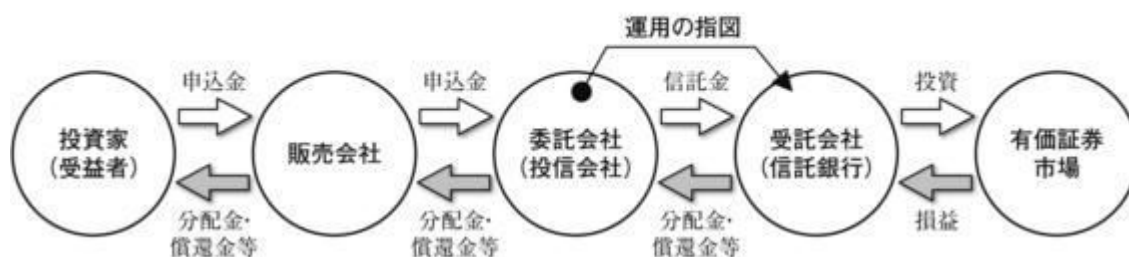 運用の指図
申込金
申込金
信託金
投資
投資家
(受益者)
販売会社
委託会社
(投信会社)
受託会社
(信託銀行)
有価証券
市場
分配金・
償還金等
分配金・
償還金等
分配金・
償還金等
損益